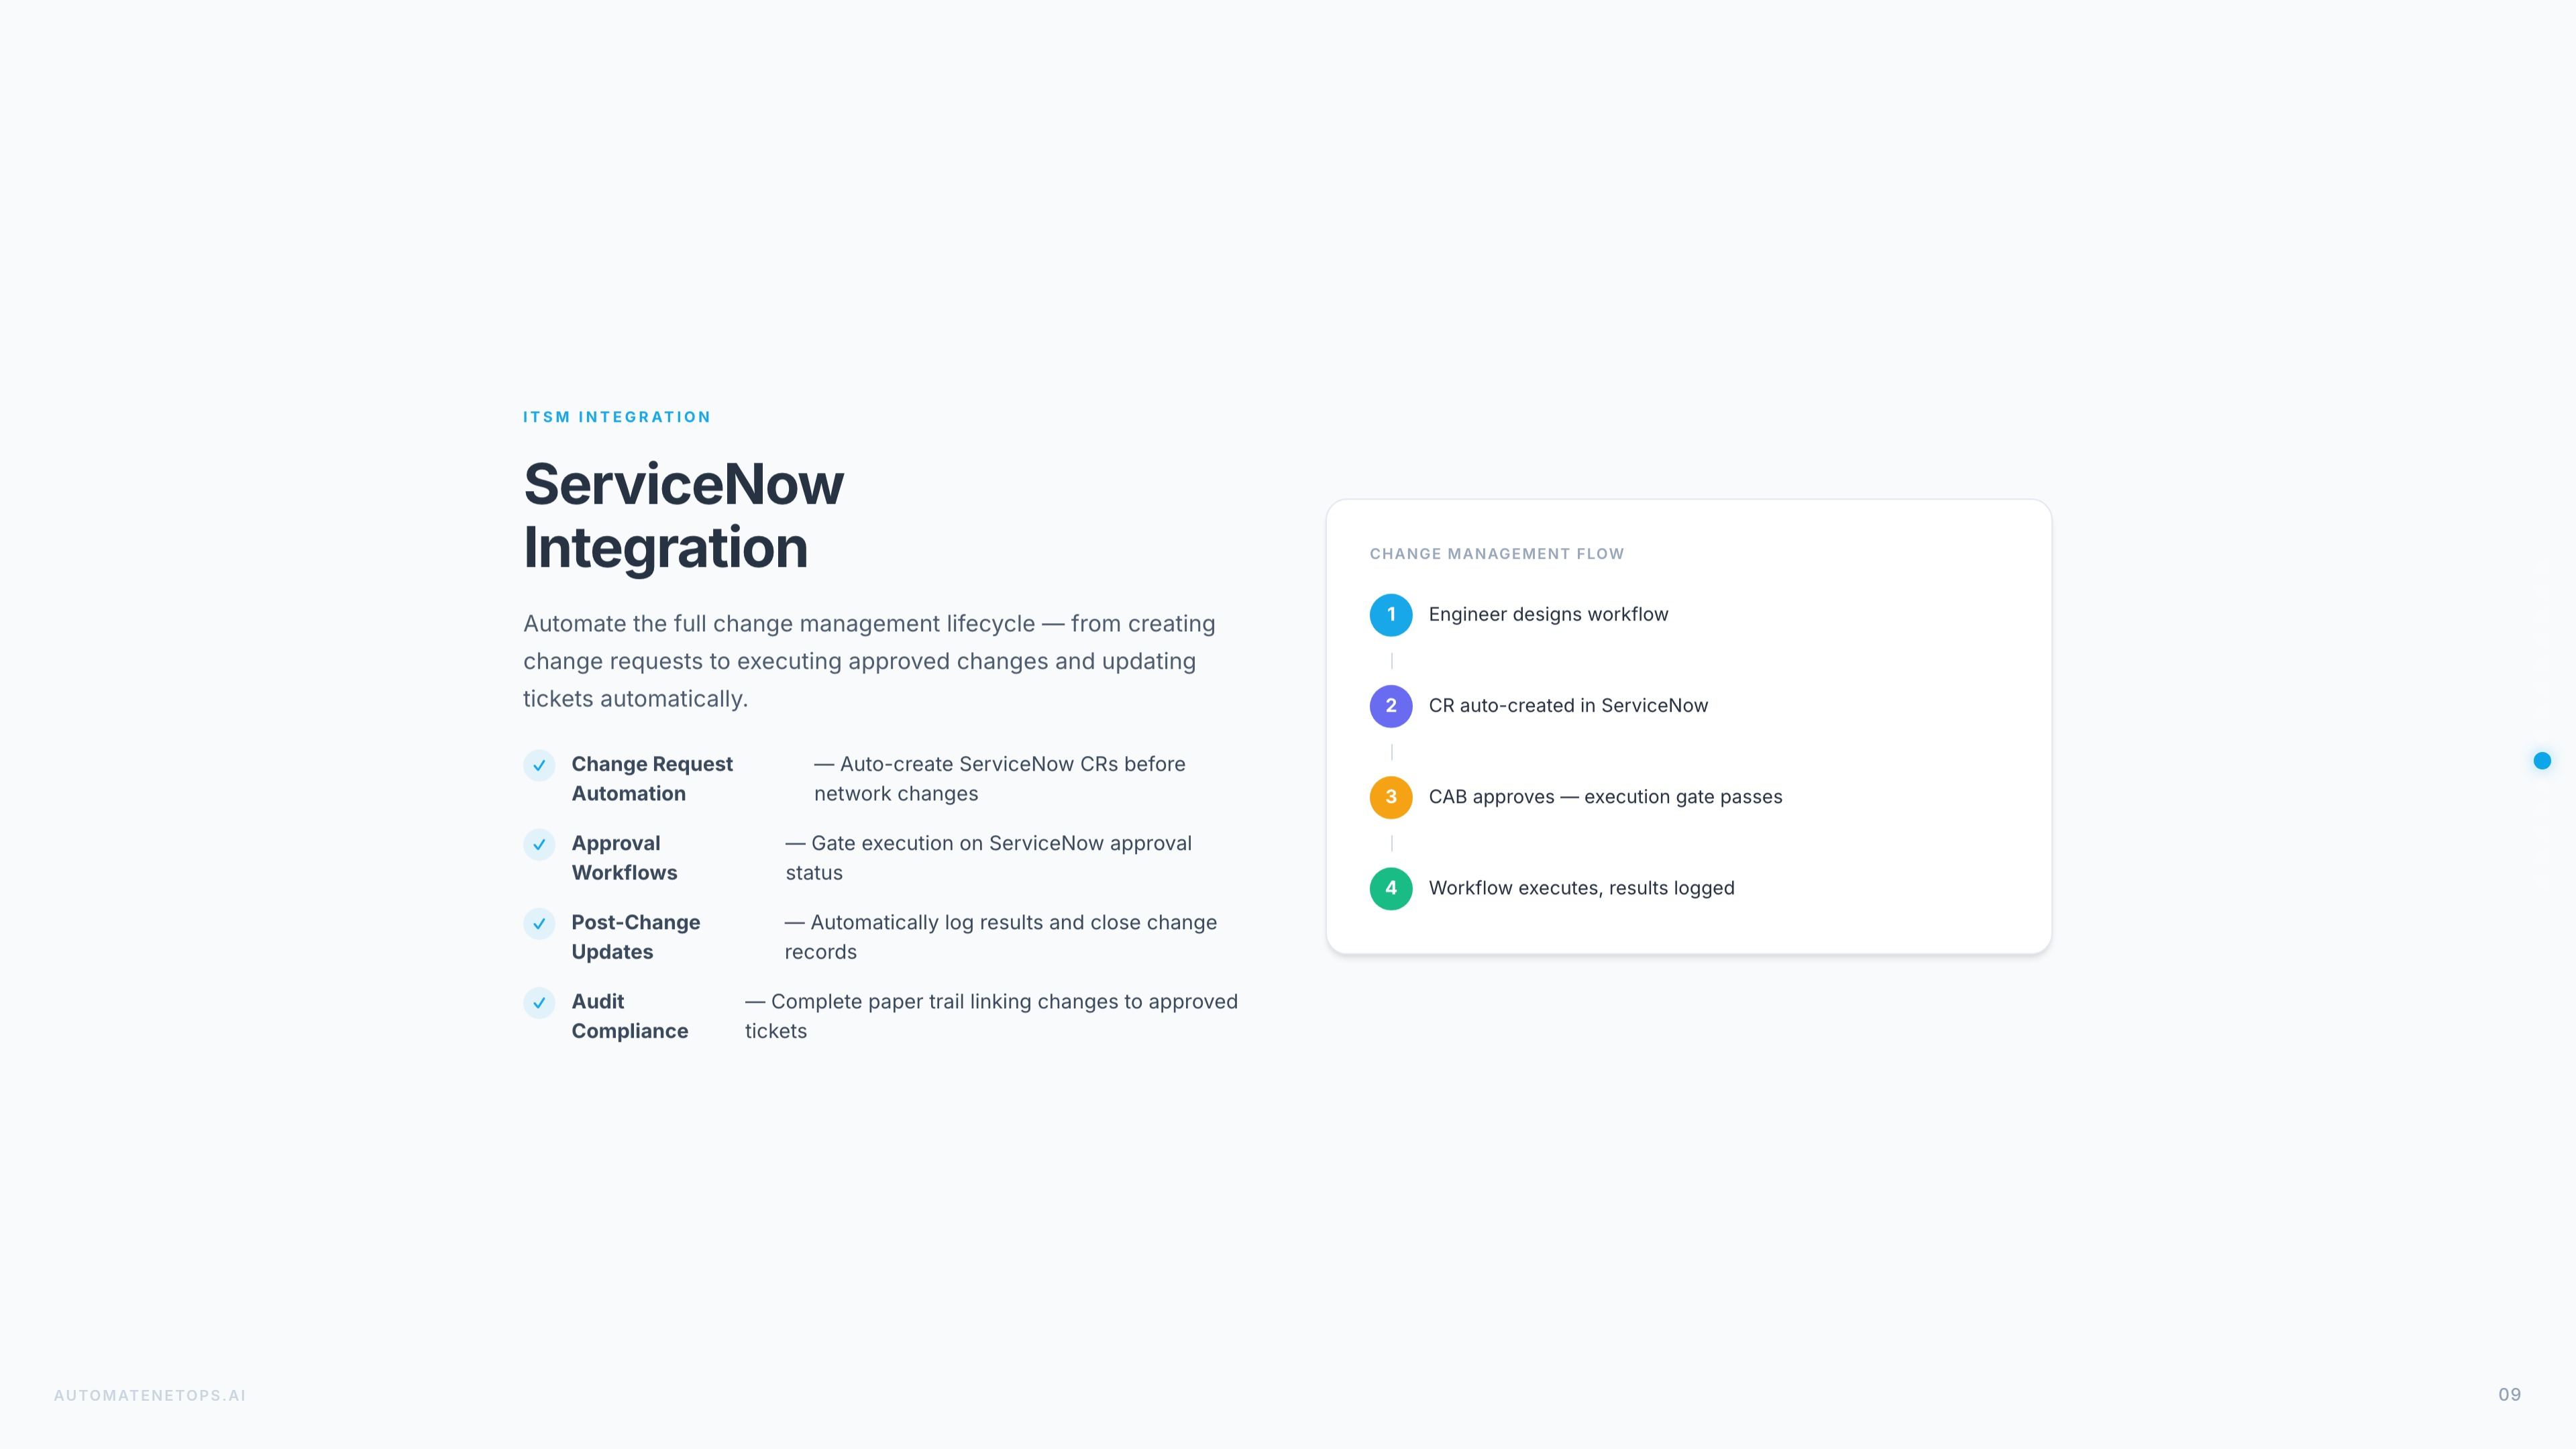 ITSM INTEGRATION
ServiceNow
Integration
Automate the full change management lifecycle — from creating
change requests to executing approved changes and updating
tickets automatically.
Change Request — Auto-create ServiceNow CRs before
Automation network changes
Approval — Gate execution on ServiceNow approval
Workflows status
Post-Change — Automatically log results and close change
Updates records
Audit — Complete paper trail linking changes to approved
Compliance tickets
CHANGE MANAGEMENT FLOW
1 Engineer designs workflow
2 CR auto-created in ServiceNow
3 CAB approves — execution gate passes
4 Workflow executes, results logged
AUTOMATENETOPS.AI
09